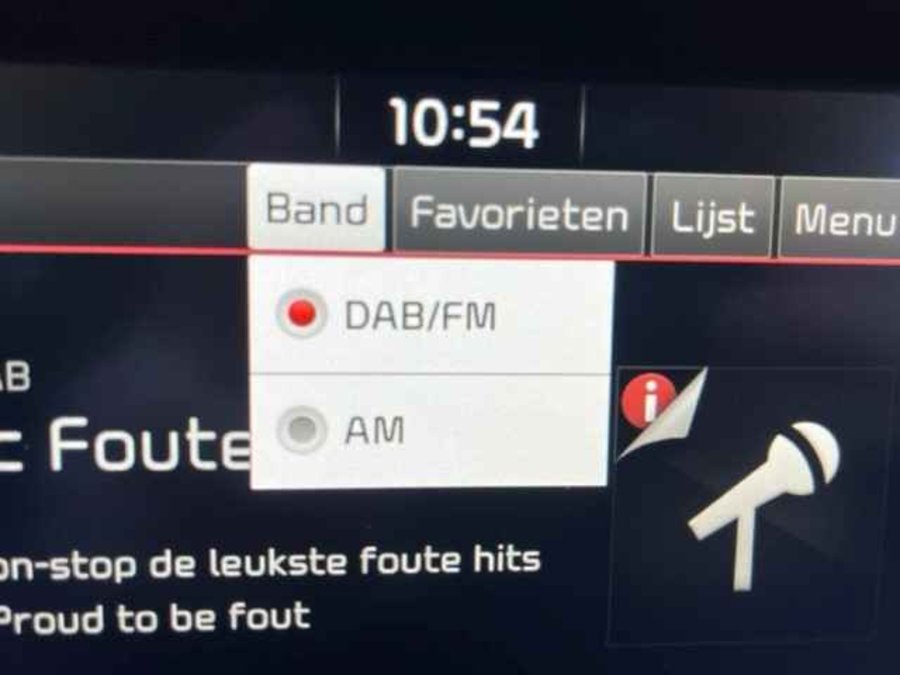 10:54
Band Favorieten Lijst Menu
DAB/FM
AM
AB
c Foute
on-stop de leukste foute hits
Proud to be fout
i